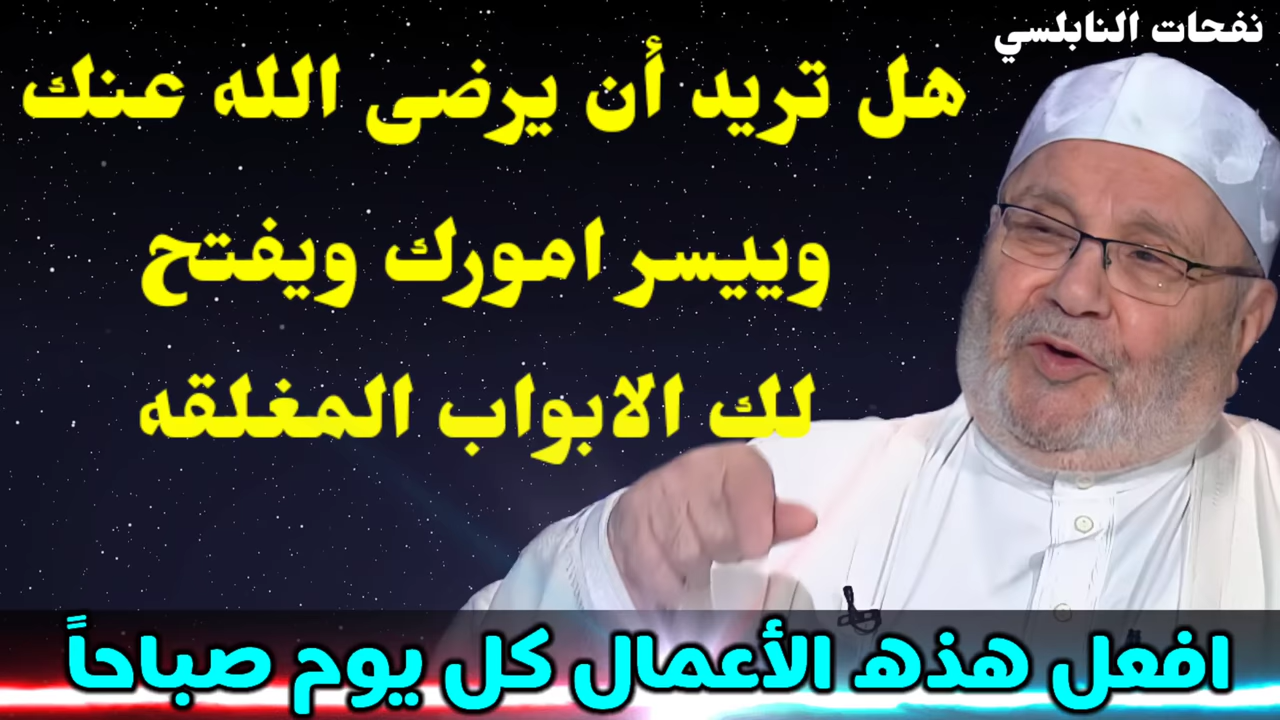 نفحات النابلسي
هل تريد أن يرضى الله عنك
وييسر امورك ويفتح
لك الابواب المغلقه
افعل هذه الأعمال كل يوم صباحاً